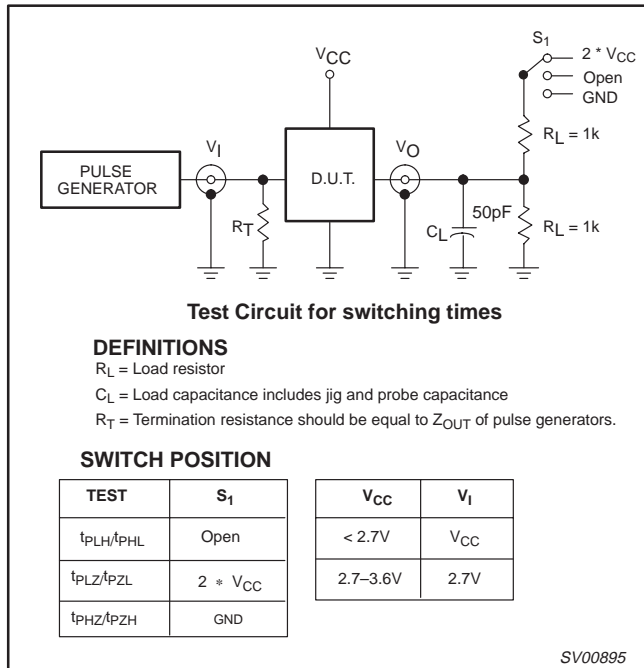 S1
2 * VCC
Open
GND
VCC
RL = 1k
VI
VO
PULSE
GENERATOR
D.U.T.
RT
50pF
CL
RL = 1k
Test Circuit for switching times
DEFINITIONS
RL = Load resistor
CL = Load capacitance includes jig and probe capacitance
RT = Termination resistance should be equal to ZOUT of pulse generators.
SWITCH POSITION
TEST S1
tPLH/tPHL Open
tPLZ/tPZL 2 * VCC
tPHZ/tPZH GND
VCC VI
< 2.7V VCC
2.7–3.6V 2.7V
SV00895